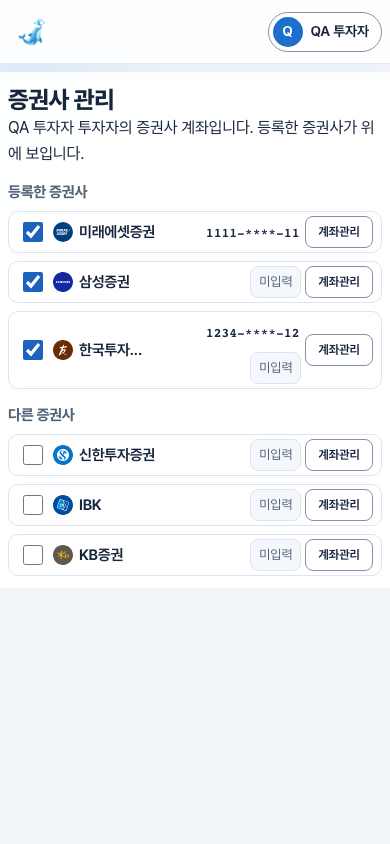 Q QA 투자자
증권사 관리
QA 투자자 투자자의 증권사 계좌입니다. 등록한 증권사가 위
에 보입니다.
등록한 증권사
미래에셋증권 1111-****-11 계좌관리
삼성증권 미입력 계좌관리
한국투자... 1234-****-12 계좌관리
미입력
다른 증권사
신한투자증권 미입력 계좌관리
IBK 미입력 계좌관리
KB증권 미입력 계좌관리